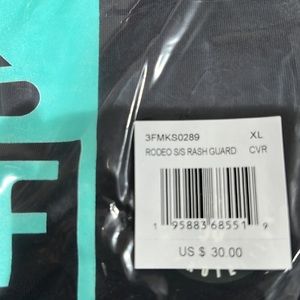 3FMKS0289 XL
RODEO S/S RASH GUARD CVR
1 95883 68551 9
US $ 30.00
F